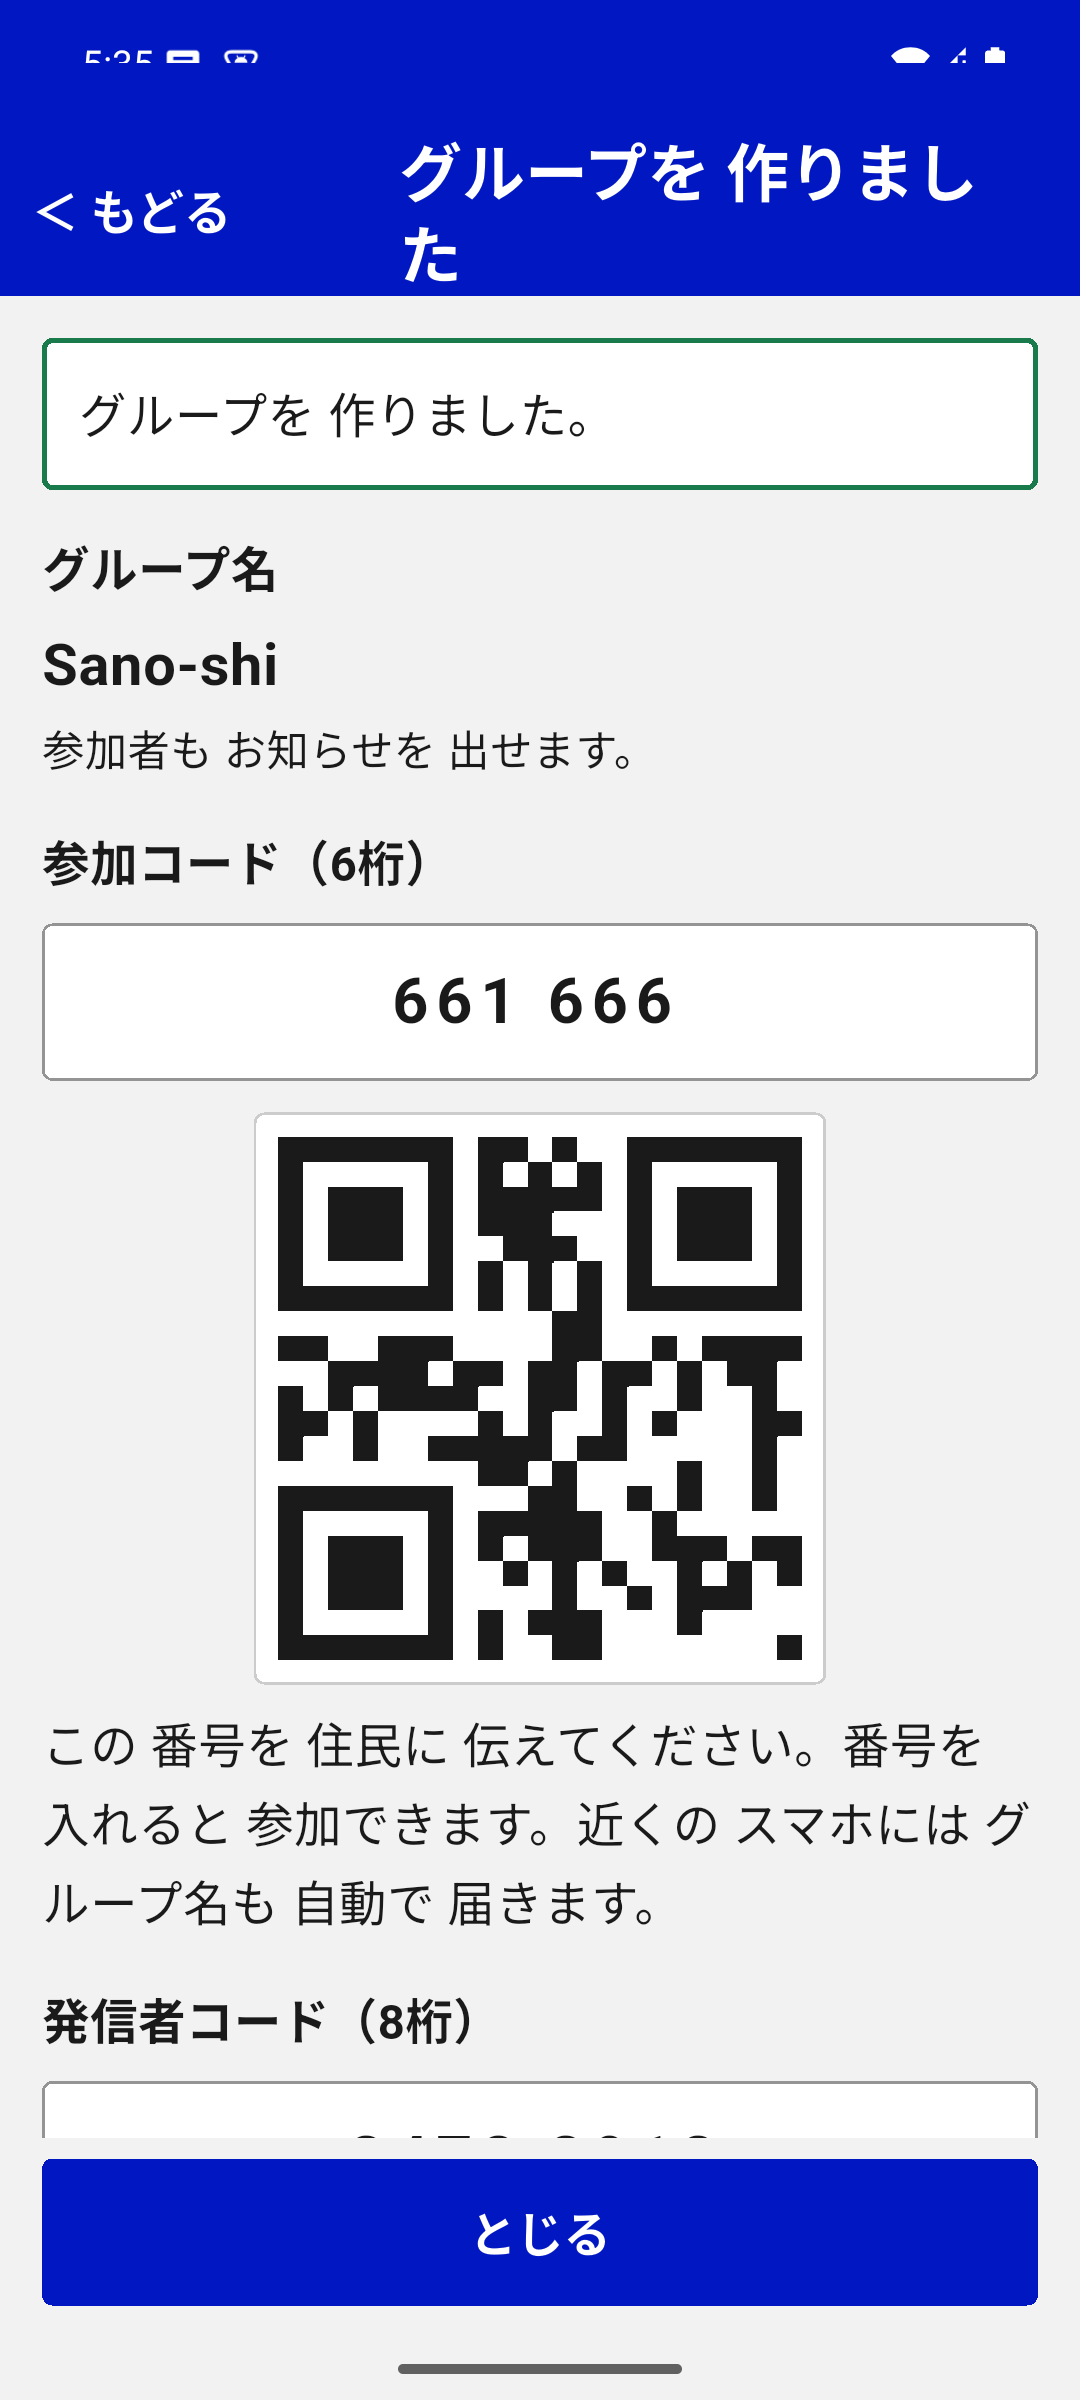 5:35
< もどる
グループを 作りまし
た
グループを 作りました。
グループ名
Sano-shi
参加者も お知らせを 出せます。
参加コード（6桁）
661 666
この 番号を 住民に 伝えてください。番号を
入れると 参加できます。近くの スマホには グ
ループ名も 自動で 届きます。
発信者コード（8桁）
とじる